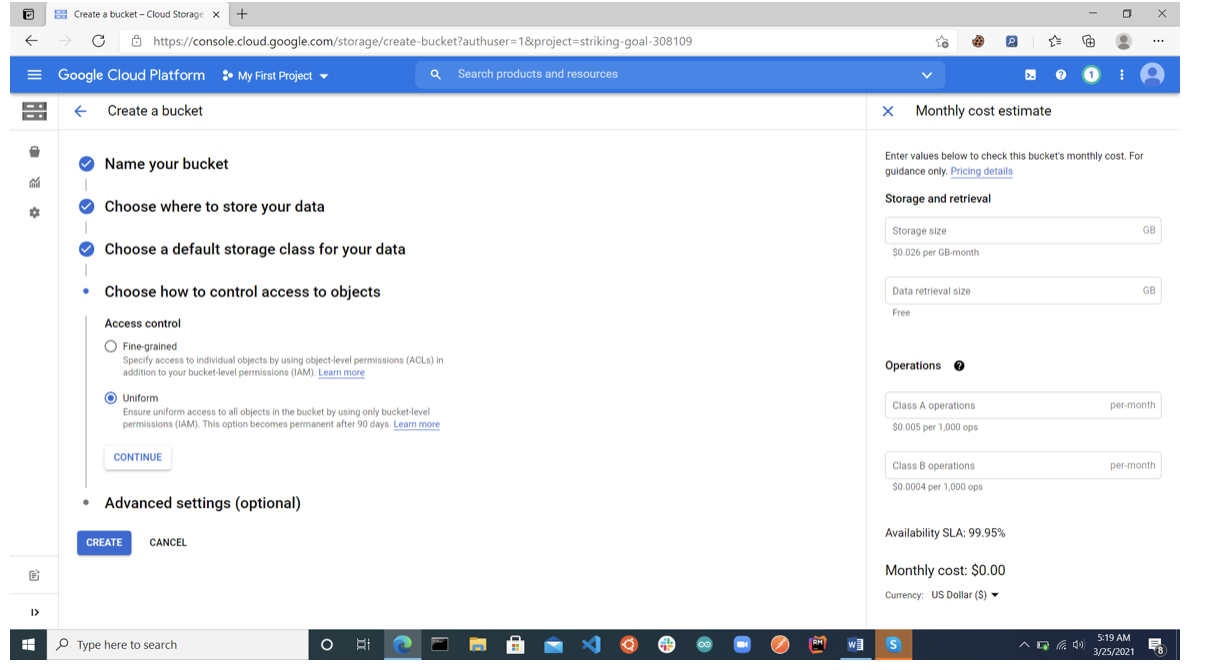 Create a bucket – Cloud Storage
https://console.cloud.google.com/storage/create-bucket?authuser=1&project=striking-goal-308109
Google Cloud Platform
My First Project
Search products and resources
1
Create a bucket
Monthly cost estimate
Name your bucket
Choose where to store your data
Choose a default storage class for your data
Choose how to control access to objects
Access control
Fine-grained
Specify access to individual objects by using object-level permissions (ACLs) in
addition to your bucket-level permissions (IAM). Learn more
Uniform
Ensure uniform access to all objects in the bucket by using only bucket-level
permissions (IAM). This option becomes permanent after 90 days. Learn more
CONTINUE
Advanced settings (optional)
CREATE
CANCEL
Enter values below to check this bucket's monthly cost. For
guidance only. Pricing details
Storage and retrieval
Storage size GB
$0.026 per GB-month
Data retrieval size GB
Free
Operations
Class A operations per-month
$0.005 per 1,000 ops
Class B operations per-month
$0.0004 per 1,000 ops
Availability SLA: 99.95%
Monthly cost: $0.00
Currency: US Dollar ($)
Type here to search
5:19 AM
3/25/2021
8